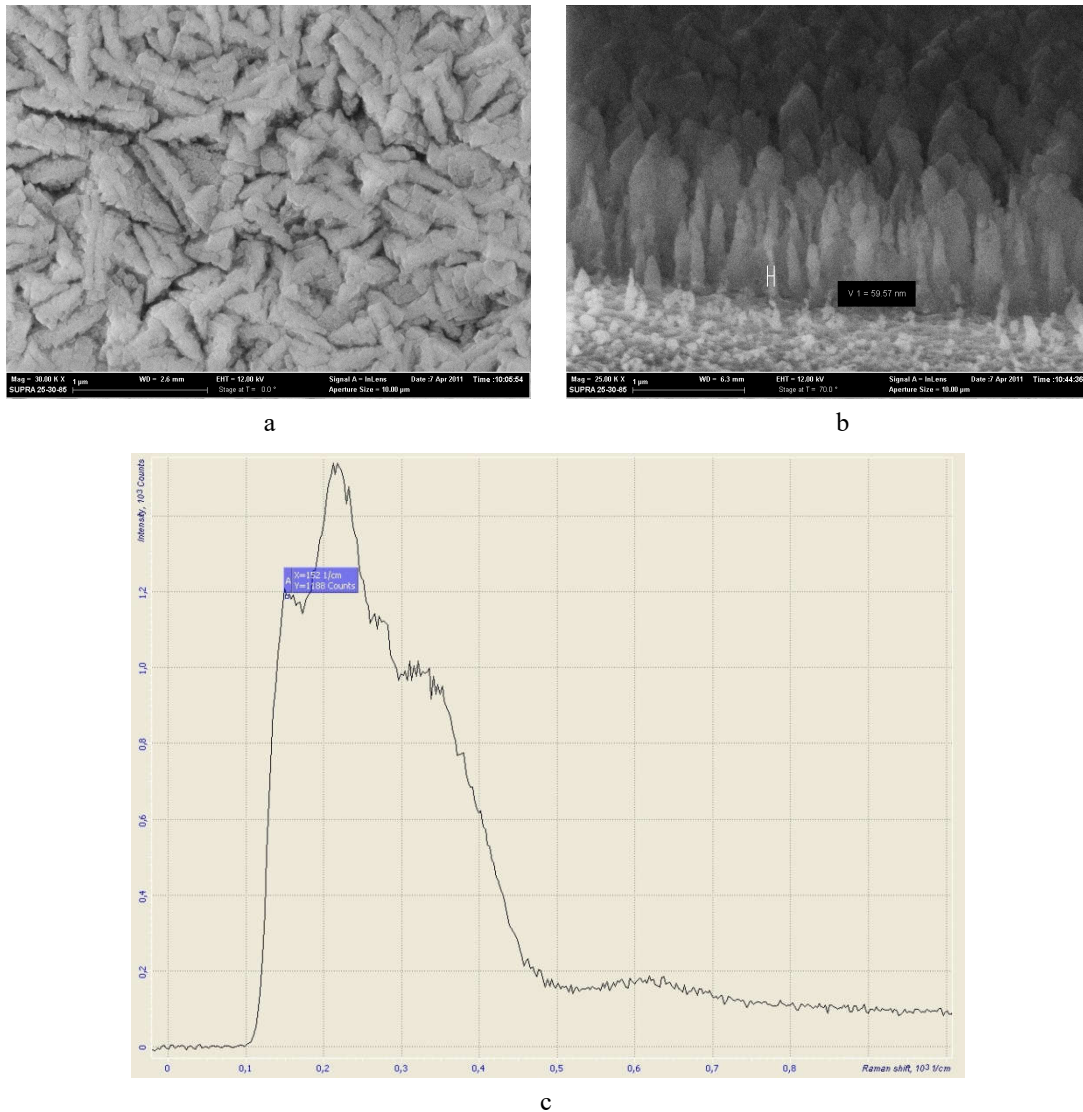 Mag = 30.00 K X 1 µm WD = 2.6 mm EHT = 12.00 kV Signal A = InLens Date :7 Apr 2011 Time :10:05:54
SUPRA 25-30-85 Stage at T = 0.0 ° Aperture Size = 10.00 µm
V 1 = 59.57 nm
Mag = 25.00 K X 1 µm WD = 6.3 mm EHT = 12.00 kV Signal A = InLens Date :7 Apr 2011 Time :10:44:36
SUPRA 25-30-85 Stage at T = 70.0 ° Aperture Size = 10.00 µm
a
b
Intensity, 10³ Counts
A
X=152 1/cm
Y=1188 Counts
1,2
1,0
0,8
0,6
0,4
0,2
0
0 0,1 0,2 0,3 0,4 0,5 0,6 0,7 0,8 Raman shift, 10³ 1/cm
c